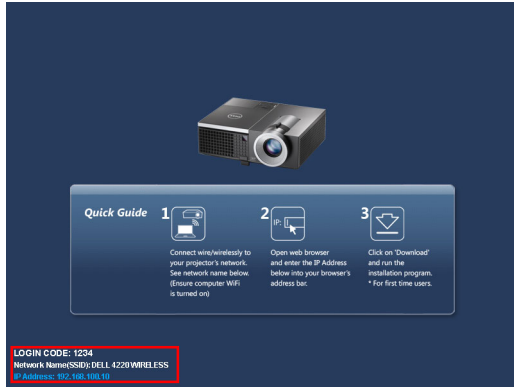 DELL
Quick Guide
1
Connect wire/wirelessly to
your projector's network.
See network name below.
(Ensure computer WiFi
is turned on)
2
IP:
Open web browser
and enter the IP Address
below into your browser's
address bar.
3
Click on 'Download'
and run the
installation program.
* For first time users.
LOGIN CODE: 1234
Network Name(SSID): DELL 4220 WIRELESS
IP Address: 192.168.100.10